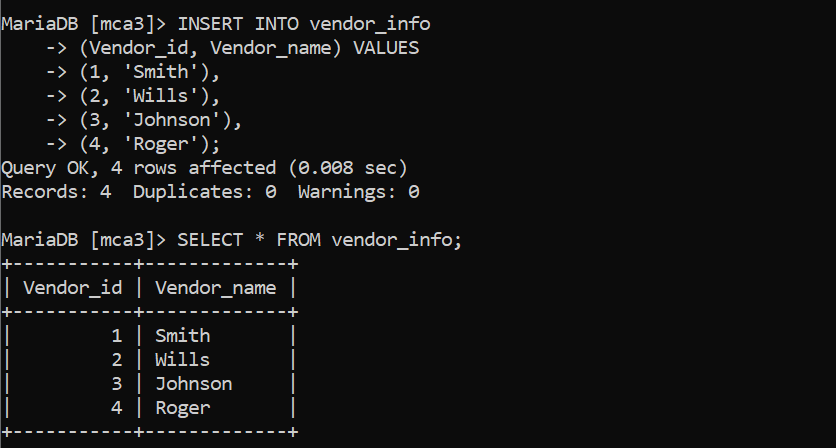 MariaDB [mca3]> INSERT INTO vendor_info
    -> (Vendor_id, Vendor_name) VALUES
    -> (1, 'Smith'),
    -> (2, 'Wills'),
    -> (3, 'Johnson'),
    -> (4, 'Roger');
Query OK, 4 rows affected (0.008 sec)
Records: 4  Duplicates: 0  Warnings: 0

MariaDB [mca3]> SELECT * FROM vendor_info;
+-----------+-------------+
| Vendor_id | Vendor_name |
+-----------+-------------+
|         1 | Smith       |
|         2 | Wills       |
|         3 | Johnson     |
|         4 | Roger       |
+-----------+-------------+